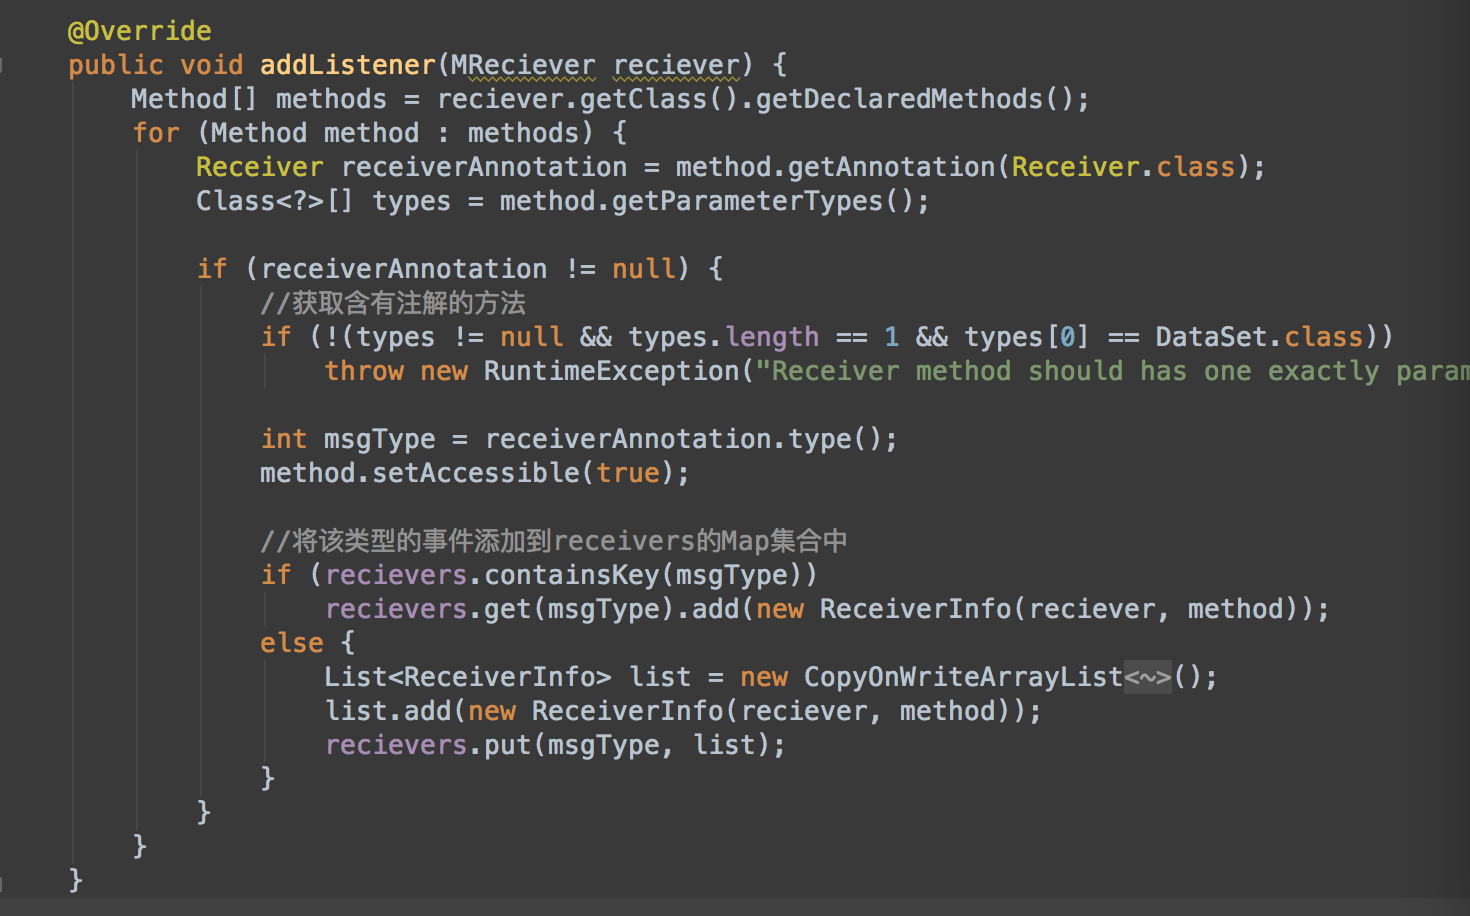 @Override
public void addListener(MReciever reciever) {
Method[] methods = reciever.getClass().getDeclaredMethods();
for (Method method : methods) {
Receiver receiverAnnotation = method.getAnnotation(Receiver.class);
Class<?>[] types = method.getParameterTypes();
if (receiverAnnotation != null) {
//获取含有注解的方法
if (!(types != null && types.length == 1 && types[0] == DataSet.class))
throw new RuntimeException("Receiver method should has one exactly param
int msgType = receiverAnnotation.type();
method.setAccessible(true);
//将该类型的事件添加到receivers的Map集合中
if (recievers.containsKey(msgType))
recievers.get(msgType).add(new ReceiverInfo(reciever, method));
else {
List<ReceiverInfo> list = new CopyOnWriteArrayList<~>();
list.add(new ReceiverInfo(reciever, method));
recievers.put(msgType, list);
}
}
}
}